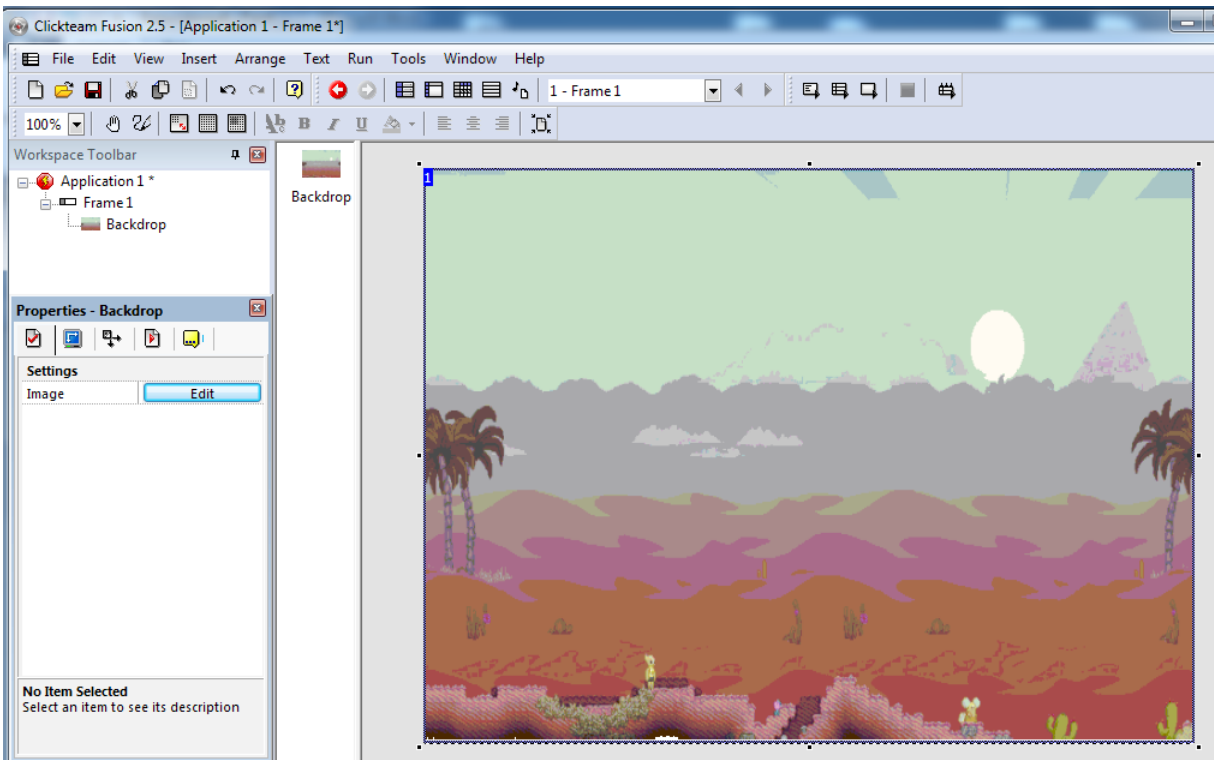 Clickteam Fusion 2.5 - [Application 1 - Frame 1*]
File Edit View Insert Arrange Text Run Tools Window Help
1 - Frame 1
100% B I U
Workspace Toolbar
Application 1 *
Frame 1
Backdrop
Backdrop
1
Properties - Backdrop
Settings
Image Edit
No Item Selected
Select an item to see its description